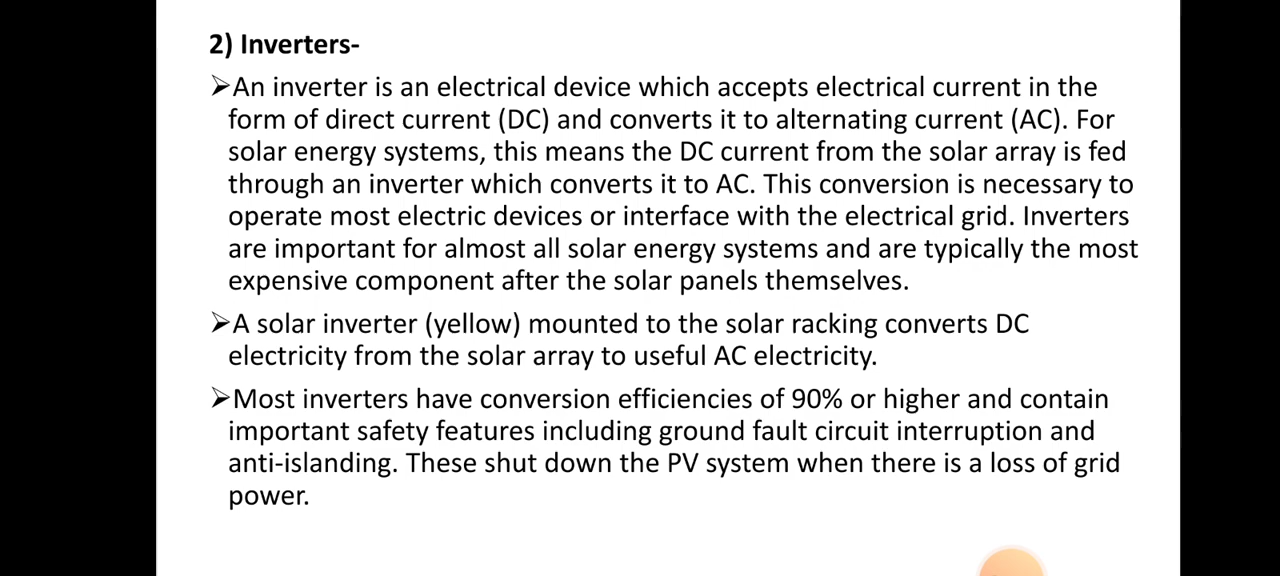 2) Inverters-
➢An inverter is an electrical device which accepts electrical current in the
form of direct current (DC) and converts it to alternating current (AC). For
solar energy systems, this means the DC current from the solar array is fed
through an inverter which converts it to AC. This conversion is necessary to
operate most electric devices or interface with the electrical grid. Inverters
are important for almost all solar energy systems and are typically the most
expensive component after the solar panels themselves.
➢A solar inverter (yellow) mounted to the solar racking converts DC
electricity from the solar array to useful AC electricity.
➢Most inverters have conversion efficiencies of 90% or higher and contain
important safety features including ground fault circuit interruption and
anti-islanding. These shut down the PV system when there is a loss of grid
power.